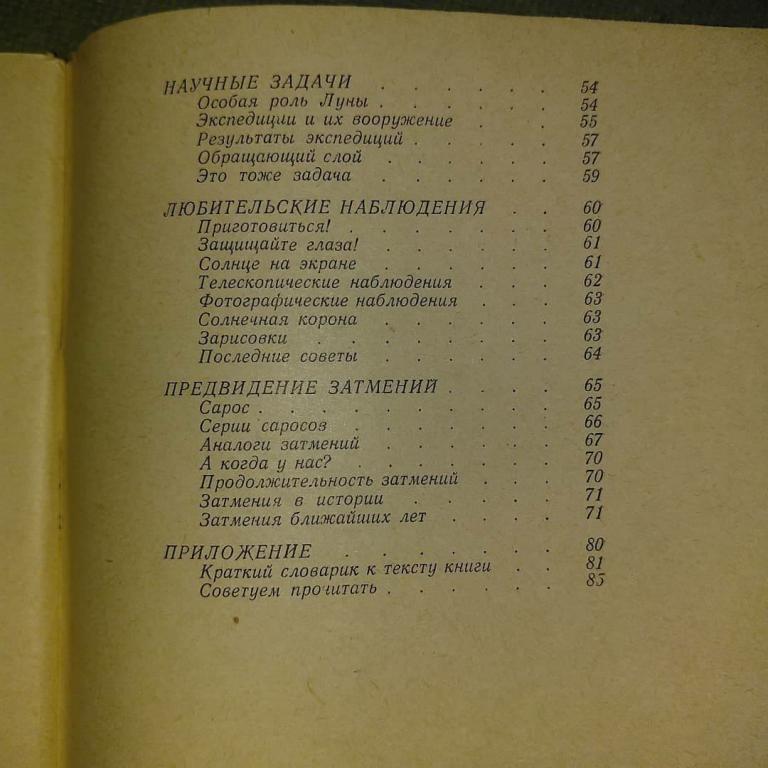 НАУЧНЫЕ ЗАДАЧИ . . . . . . 54
Особая роль Луны . . . . . . 54
Экспедиции и их вооружение . . 55
Результаты экспедиций . . . . . 57
Обращающий слой . . . . . 57
Это тоже задача . . . . . 59
ЛЮБИТЕЛЬСКИЕ НАБЛЮДЕНИЯ . . 60
Приготовиться! . . . . . . 60
Защищайте глаза! . . . . . 61
Солнце на экране . . . . . 61
Телескопические наблюдения . . . 62
Фотографические наблюдения . . . 63
Солнечная корона . . . . . 63
Зарисовки . . . . . . 63
Последние советы . . . . . 64
ПРЕДВИДЕНИЕ ЗАТМЕНИЙ . . . . 65
Сарос . . . . . . . . 65
Серии саросов . . . . . . 66
Аналоги затмений . . . . . 67
А когда у нас? . . . . . . 70
Продолжительность затмений . . . 70
Затмения в истории . . . . . 71
Затмения ближайших лет . . . . 71
ПРИЛОЖЕНИЕ . . . . . . 80
Краткий словарик к тексту книги . . 81
Советуем прочитать . . . . . . 85